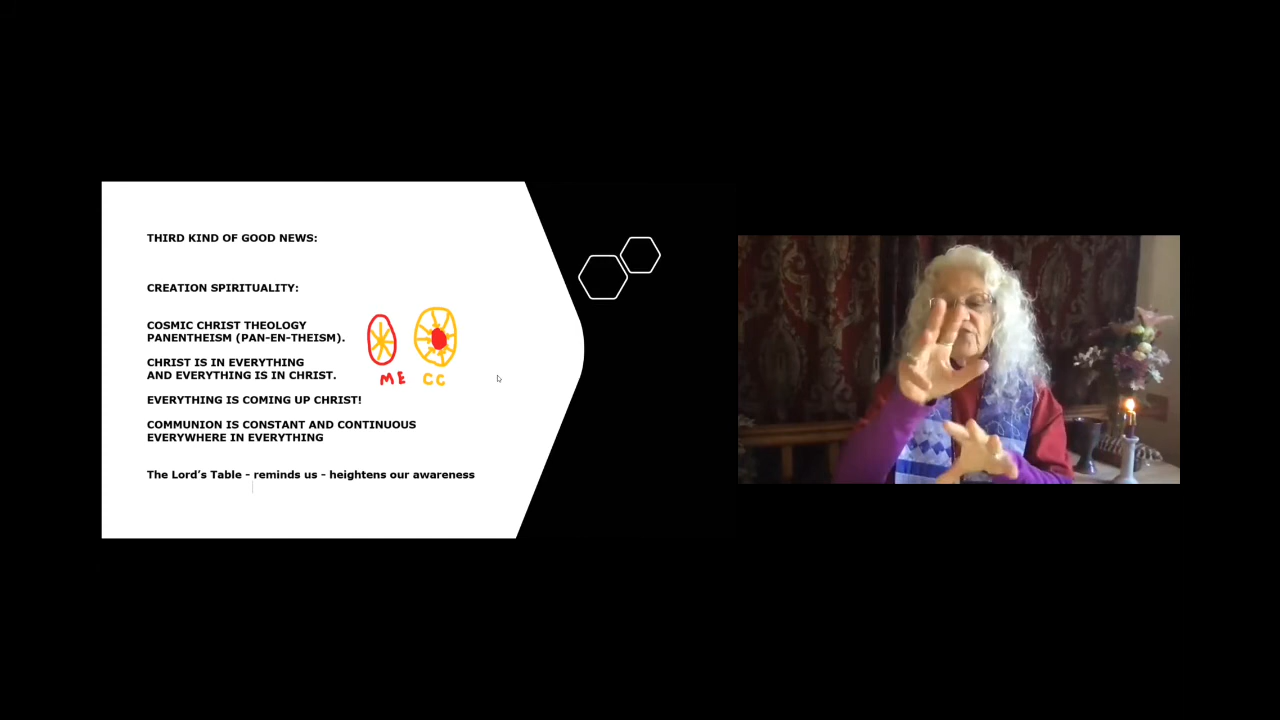 THIRD KIND OF GOOD NEWS:
CREATION SPIRITUALITY:
COSMIC CHRIST THEOLOGY
PANENTHEISM (PAN-EN-THEISM).
CHRIST IS IN EVERYTHING
AND EVERYTHING IS IN CHRIST.
ME CC
EVERYTHING IS COMING UP CHRIST!
COMMUNION IS CONSTANT AND CONTINUOUS
EVERYWHERE IN EVERYTHING
The Lord’s Table - reminds us - heightens our awareness